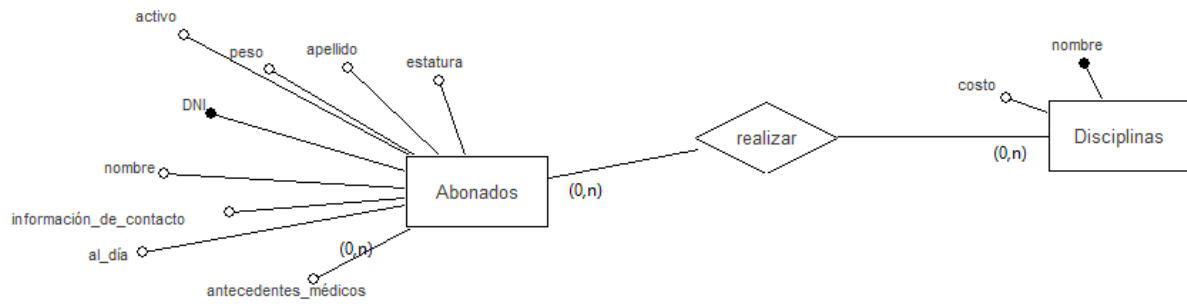 activo
peso
apellido
estatura
nombre
costo
DNI
realizar
Disciplinas
(0,n)
nombre
Abonados
(0,n)
información_de_contacto
al_día
(0,n)
antecedentes_médicos